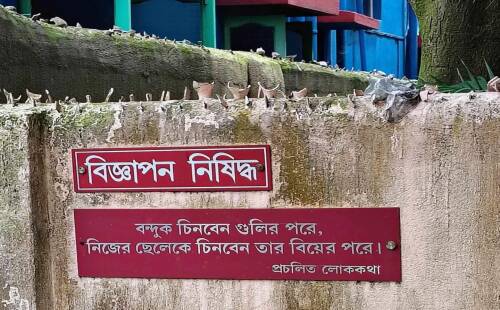 বিজ্ঞাপন নিষিদ্ধ
বন্দুক চিনবেন গুলির পরে,
নিজের ছেলেকে চিনবেন তার বিয়ের পরে।
প্রচলিত লোককথা